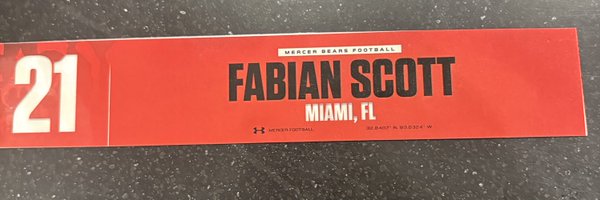 21
MERCER BEARS FOOTBALL
FABIAN SCOTT
MIAMI, FL
MERCER FOOTBALL